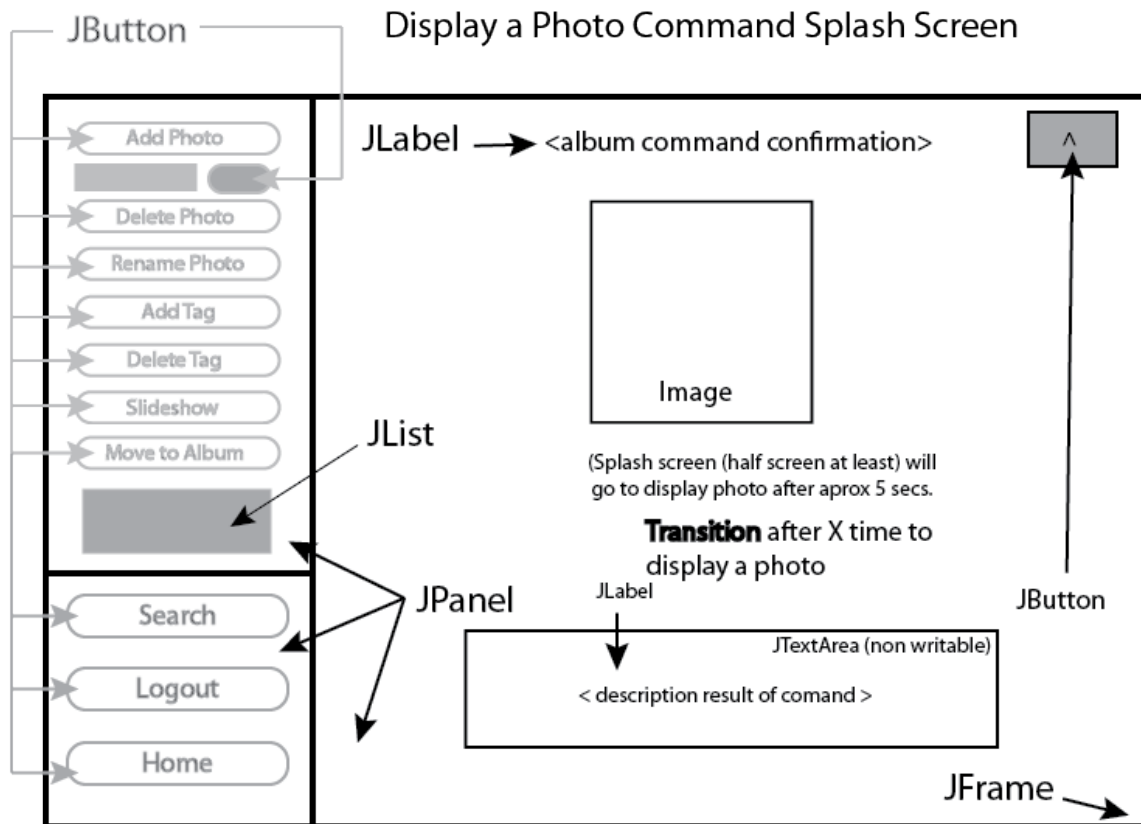 JButton
Display a Photo Command Splash Screen
Add Photo
Delete Photo
Rename Photo
Add Tag
Delete Tag
Slideshow
Move to Album
JList
Search
Logout
Home
JPanel
JLabel
<album command confirmation>
^
Image
(Splash screen (half screen at least) will
go to display photo after aprox 5 secs.
Transition after X time to
display a photo
JLabel
JButton
JTextArea (non writable)
< description result of comand >
JFrame